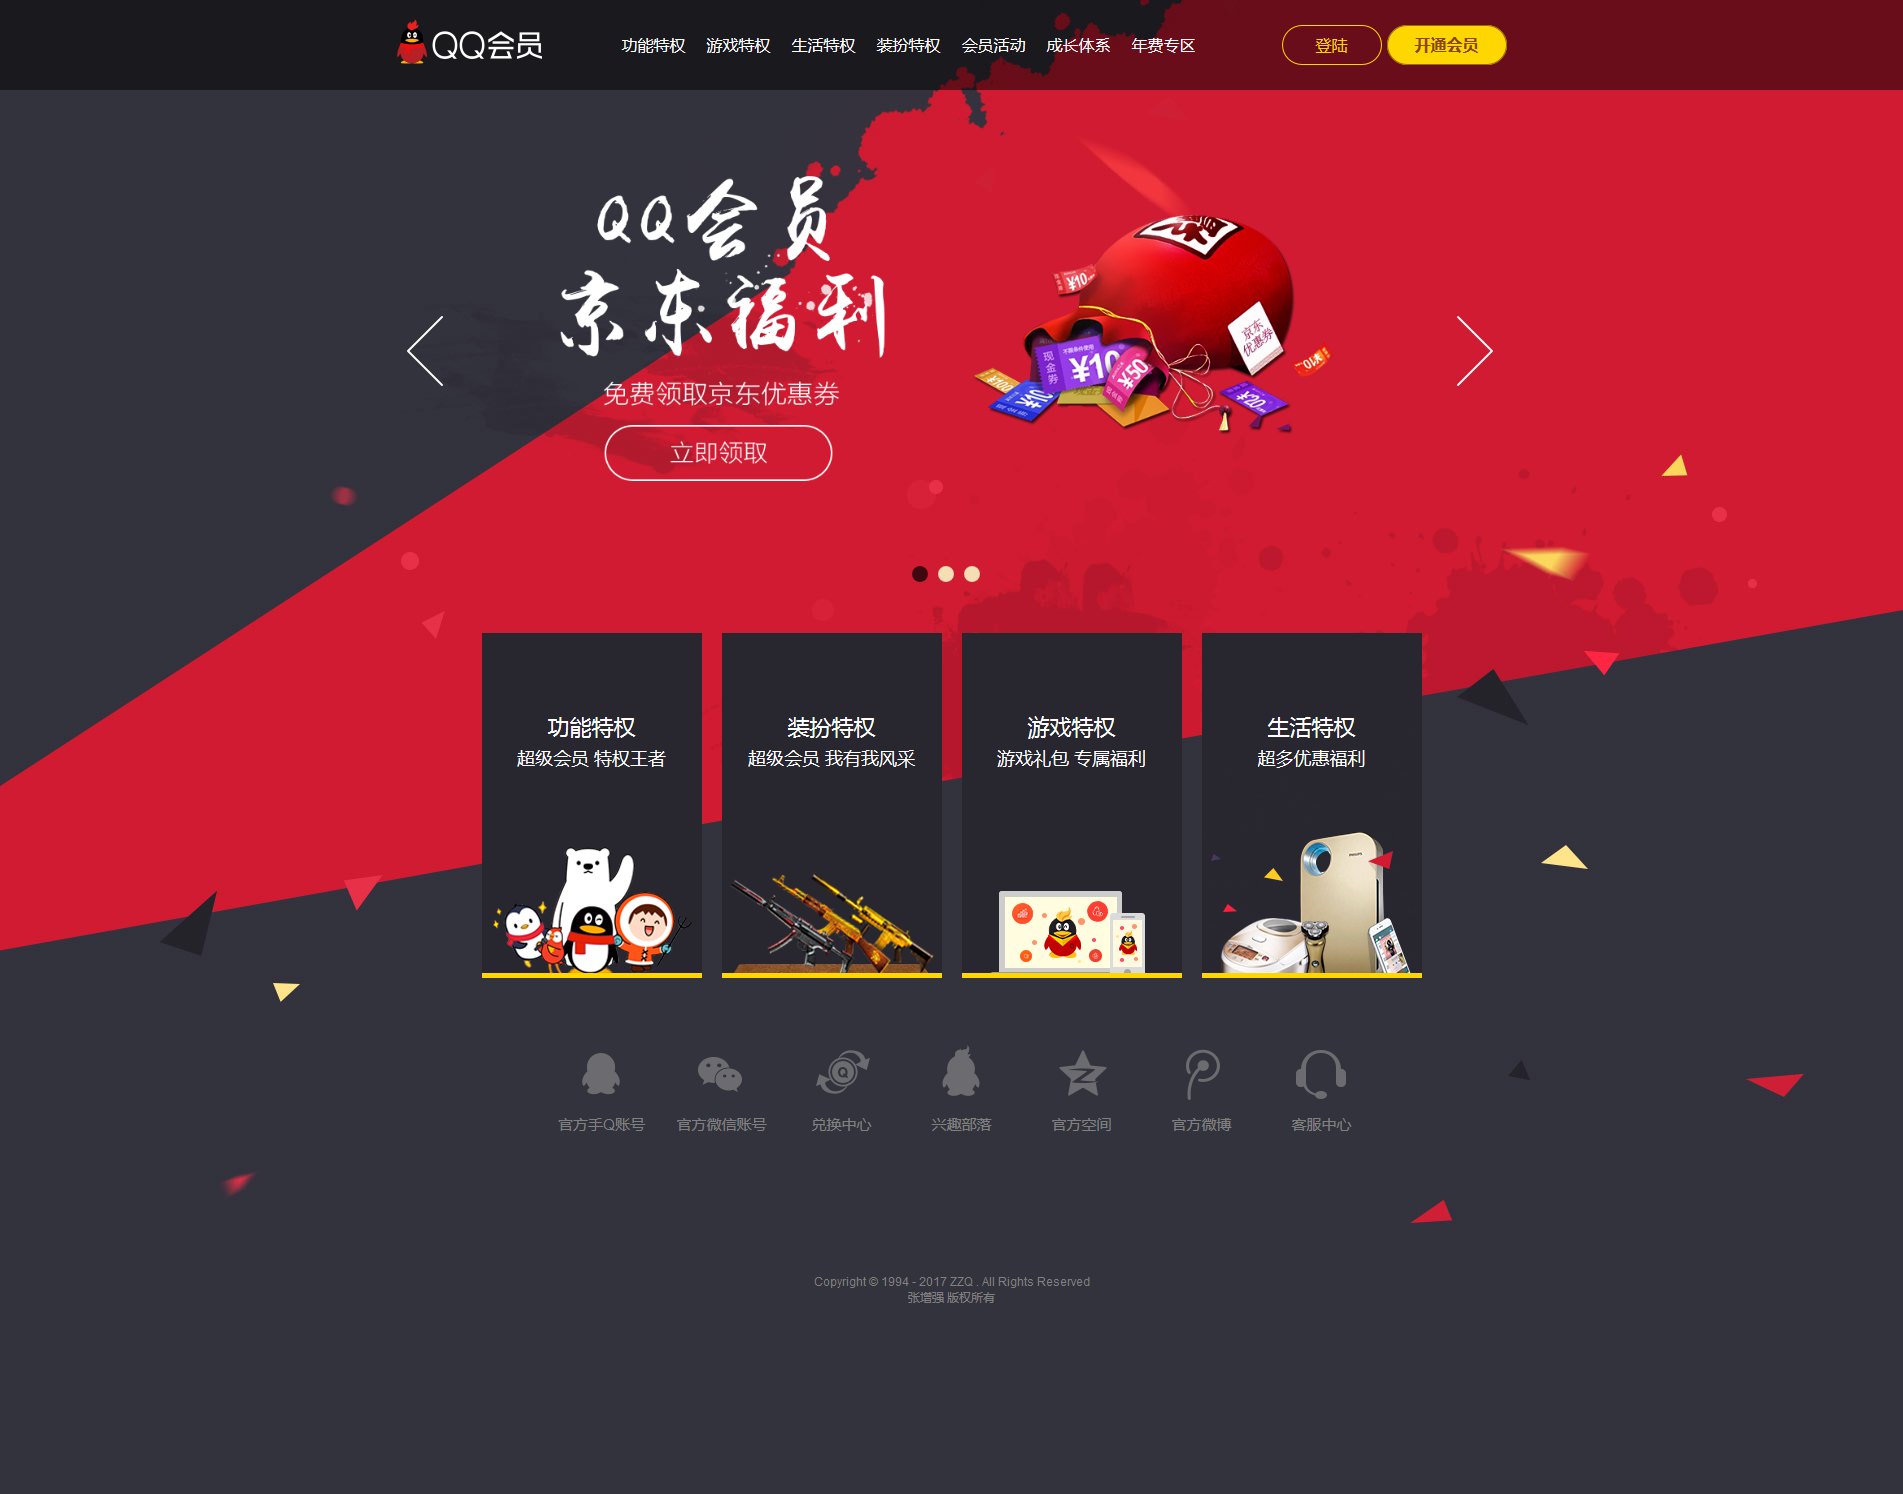 QQ会员
功能特权 游戏特权 生活特权 装扮特权 会员活动 成长体系 年费专区
登陆
开通会员
QQ会员
京东福利
免费领取京东优惠券
立即领取
¥10
不限条件使用
现金券
¥10
¥50
京东
优惠券
¥10
¥20
功能特权
超级会员 特权王者
装扮特权
超级会员 我有我风采
游戏特权
游戏礼包 专属福利
生活特权
超多优惠福利
PHILIPS
官方手Q账号
官方微信账号
兑换中心
兴趣部落
官方空间
官方微博
客服中心
Copyright © 1994 - 2017 ZZQ . All Rights Reserved
张增强 版权所有